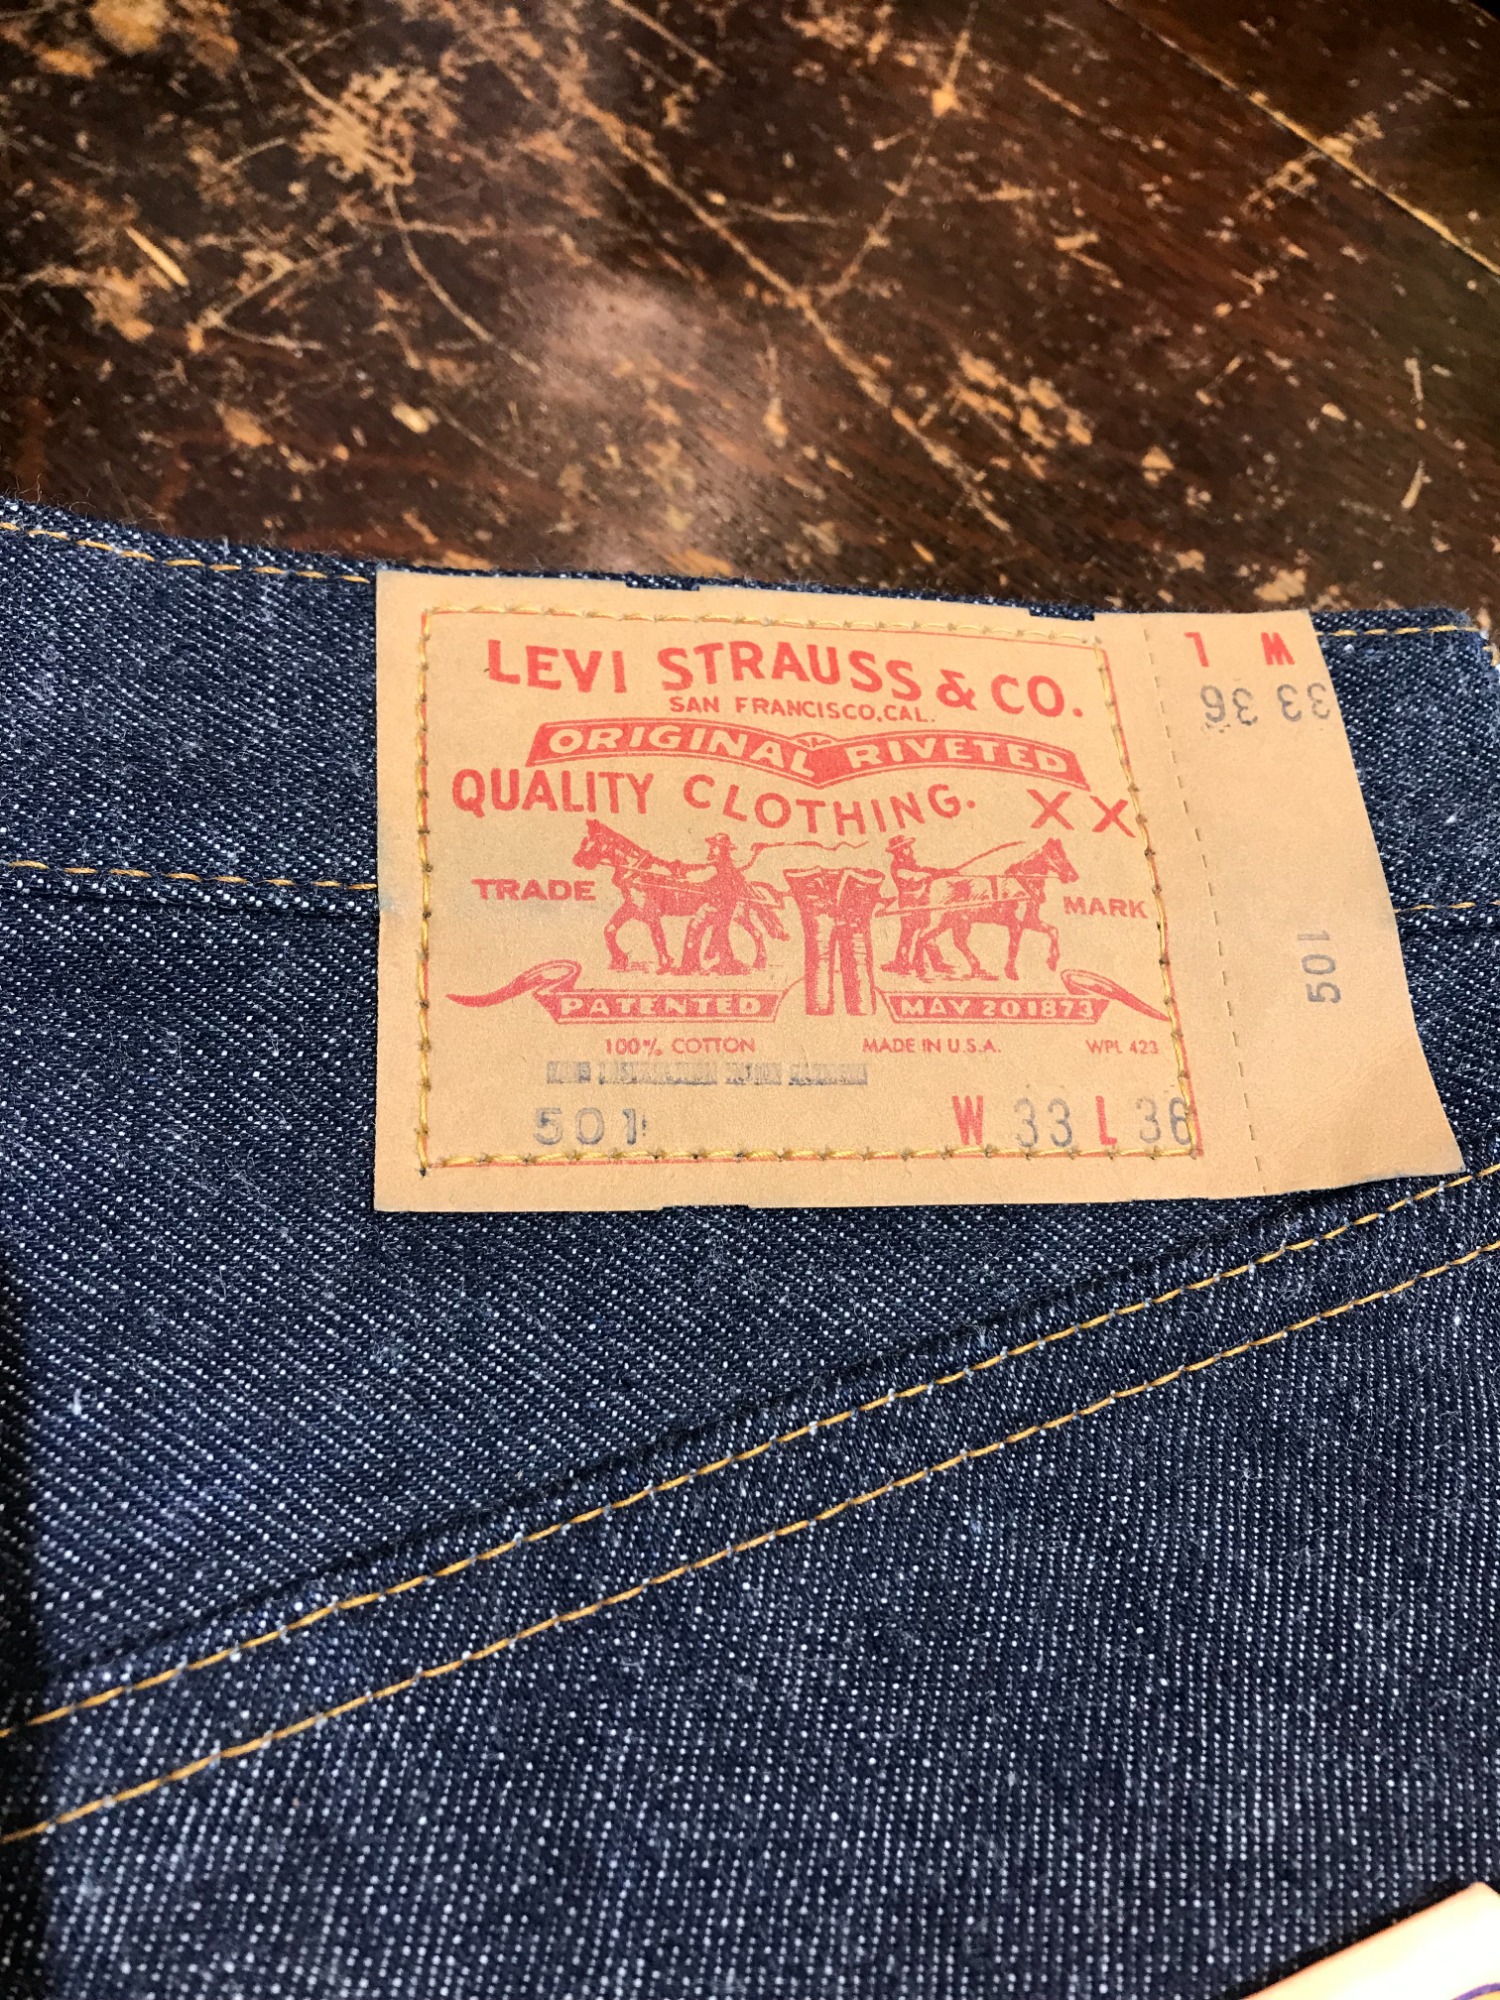 LEVI STRAUSS & CO.
SAN FRANCISCO, CAL.
ORIGINAL RIVETED
QUALITY CLOTHING. XX
TRADE MARK
PATENTED MAY 20 1873
100% COTTON MADE IN U.S.A. WPL 423
501 W 33 L 36
W L
33 36
501